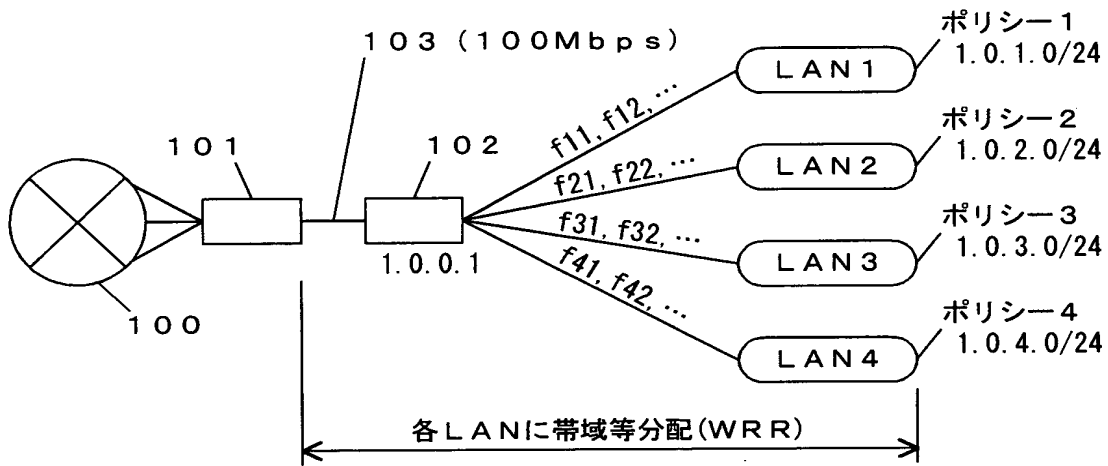 103 (100Mbps)
ポリシー1
1.0.1.0/24
LAN1
f11, f12, …
101
102
ポリシー2
1.0.2.0/24
LAN2
f21, f22, …
ポリシー3
1.0.3.0/24
LAN3
f31, f32, …
1.0.0.1
f41, f42, …
100
ポリシー4
1.0.4.0/24
LAN4
各LANに帯域等分配(WRR)